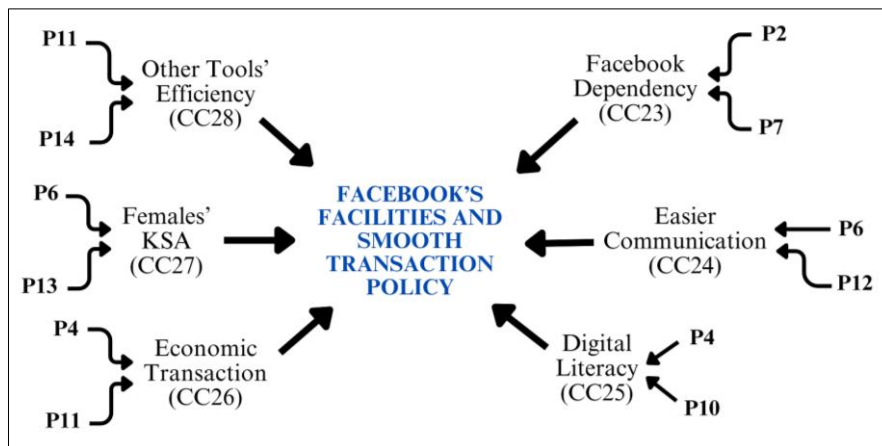 P11
Other Tools'
Efficiency
(CC28)
P14
P6
Females'
KSA
(CC27)
P13
P4
Economic
Transaction
(CC26)
P11
FACEBOOK'S
FACILITIES AND
SMOOTH
TRANSACTION
POLICY
P2
Facebook
Dependency
(CC23)
P7
Easier
Communication
(CC24)
P6
P12
Digital
Literacy
(CC25)
P4
P10